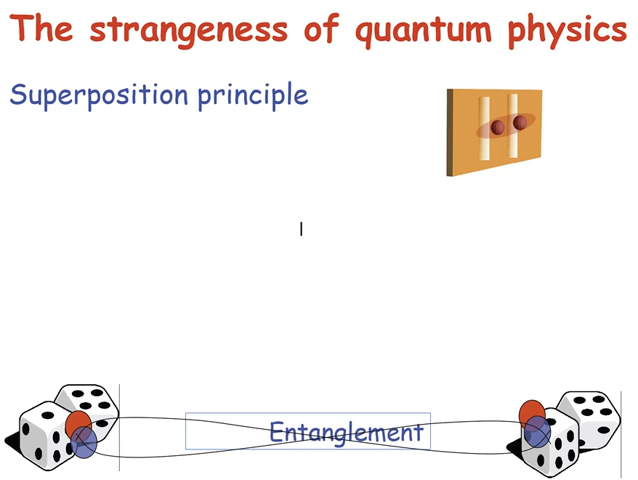 The strangeness of quantum physics
Superposition principle
Entanglement